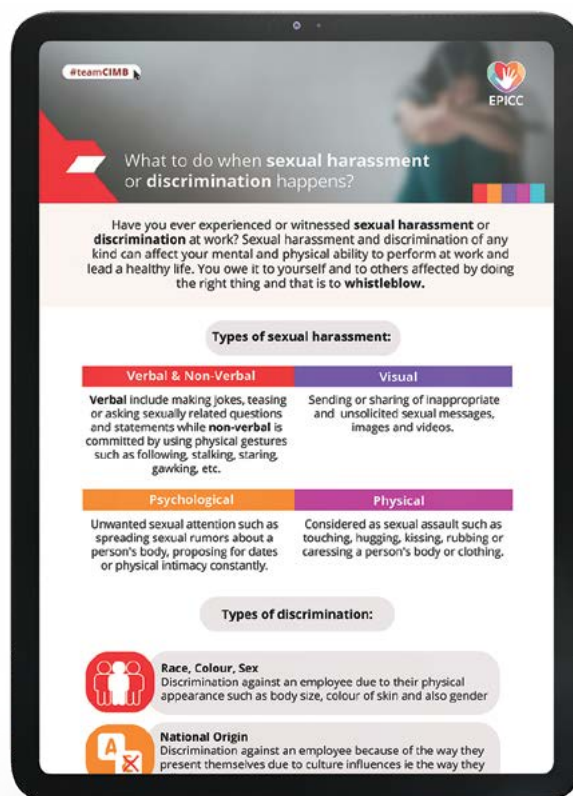 #teamCIMB
EPICC
What to do when sexual harassment
or discrimination happens?
Have you ever experienced or witnessed sexual harassment or
discrimination at work? Sexual harassment and discrimination of any
kind can affect your mental and physical ability to perform at work and
lead a healthy life. You owe it to yourself and to others affected by doing
the right thing and that is to whistleblow.
Types of sexual harassment:
Verbal & Non-Verbal
Verbal include making jokes, teasing
or asking sexually related questions
and statements while non-verbal is
committed by using physical gestures
such as following, stalking, staring,
gawking, etc.
Visual
Sending or sharing of inappropriate
and unsolicited sexual messages,
images and videos.
Psychological
Unwanted sexual attention such as
spreading sexual rumors about a
person's body, proposing for dates
or physical intimacy constantly.
Physical
Considered as sexual assault such as
touching, hugging, kissing, rubbing or
caressing a person's body or clothing.
Types of discrimination:
Race, Colour, Sex
Discrimination against an employee due to their physical
appearance such as body size, colour of skin and also gender
A
National Origin
Discrimination against an employee because of the way they
present themselves due to culture influences ie the way they